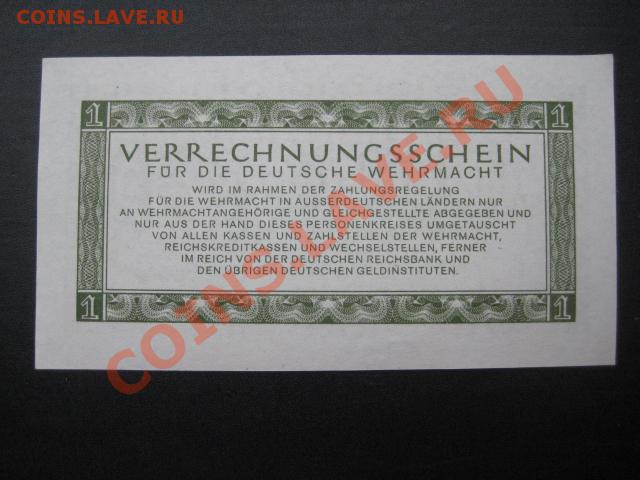 COINS.LAVE.RU
1 1
VERRECHNUNGSSCHEIN
FÜR DIE DEUTSCHE WEHRMACHT
WIRD IM RAHMEN DER ZAHLUNGSREGELUNG
FÜR DIE WEHRMACHT IN AUSSERDEUTSCHEN LÄNDERN NUR
AN WEHRMACHTANGEHÖRIGE UND GLEICHGESTELLTE ABGEGEBEN UND
NUR AUS DER HAND DIESES PERSONENKREISES UMGETAUSCHT
VON ALLEN KASSEN UND ZAHLSTELLEN DER WEHRMACHT,
REICHSKREDITKASSEN UND WECHSELSTELLEN, FERNER
IM REICH VON DER DEUTSCHEN REICHSBANK UND
DEN ÜBRIGEN DEUTSCHEN GELDINSTITUTEN.
1 1
COINS.LAVE.RU
COINS.LAVE.RU